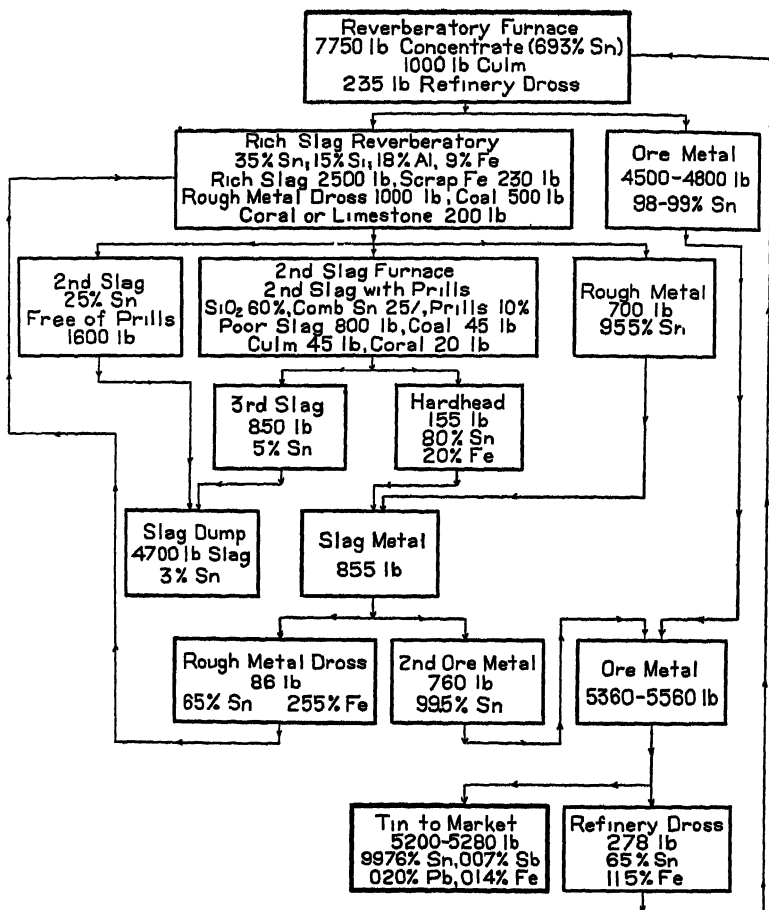 Reverberatory Furnace
7750 lb Concentrate (693% Sn)
1000 lb Culm
235 lb Refinery Dross
Rich Slag Reverberatory
35% Sn, 15% Si, 18% Al, 9% Fe
Rich Slag 2500 lb, Scrap Fe 230 lb
Rough Metal Dross 1000 lb, Coal 500 lb
Coral or Limestone 200 lb
Ore Metal
4500-4800 lb
98-99% Sn
2nd Slag
25% Sn
Free of Prills
1600 lb
2nd Slag Furnace
2nd Slag with Prills
SiO2 60%, Comb Sn 25/, Prills 10%
Poor Slag 800 lb, Coal 45 lb
Culm 45 lb, Coral 20 lb
Rough Metal
700 lb
955% Sn
3rd Slag
850 lb
5% Sn
Hardhead
155 lb
80% Sn
20% Fe
Slag Dump
4700 lb Slag
3% Sn
Slag Metal
855 lb
Rough Metal Dross
86 lb
65% Sn 255% Fe
2nd Ore Metal
760 lb
995% Sn
Ore Metal
5360-5560 lb
Tin to Market
5200-5280 lb
9976% Sn, 007% Sb
020% Pb, 014% Fe
Refinery Dross
278 lb
65% Sn
115% Fe